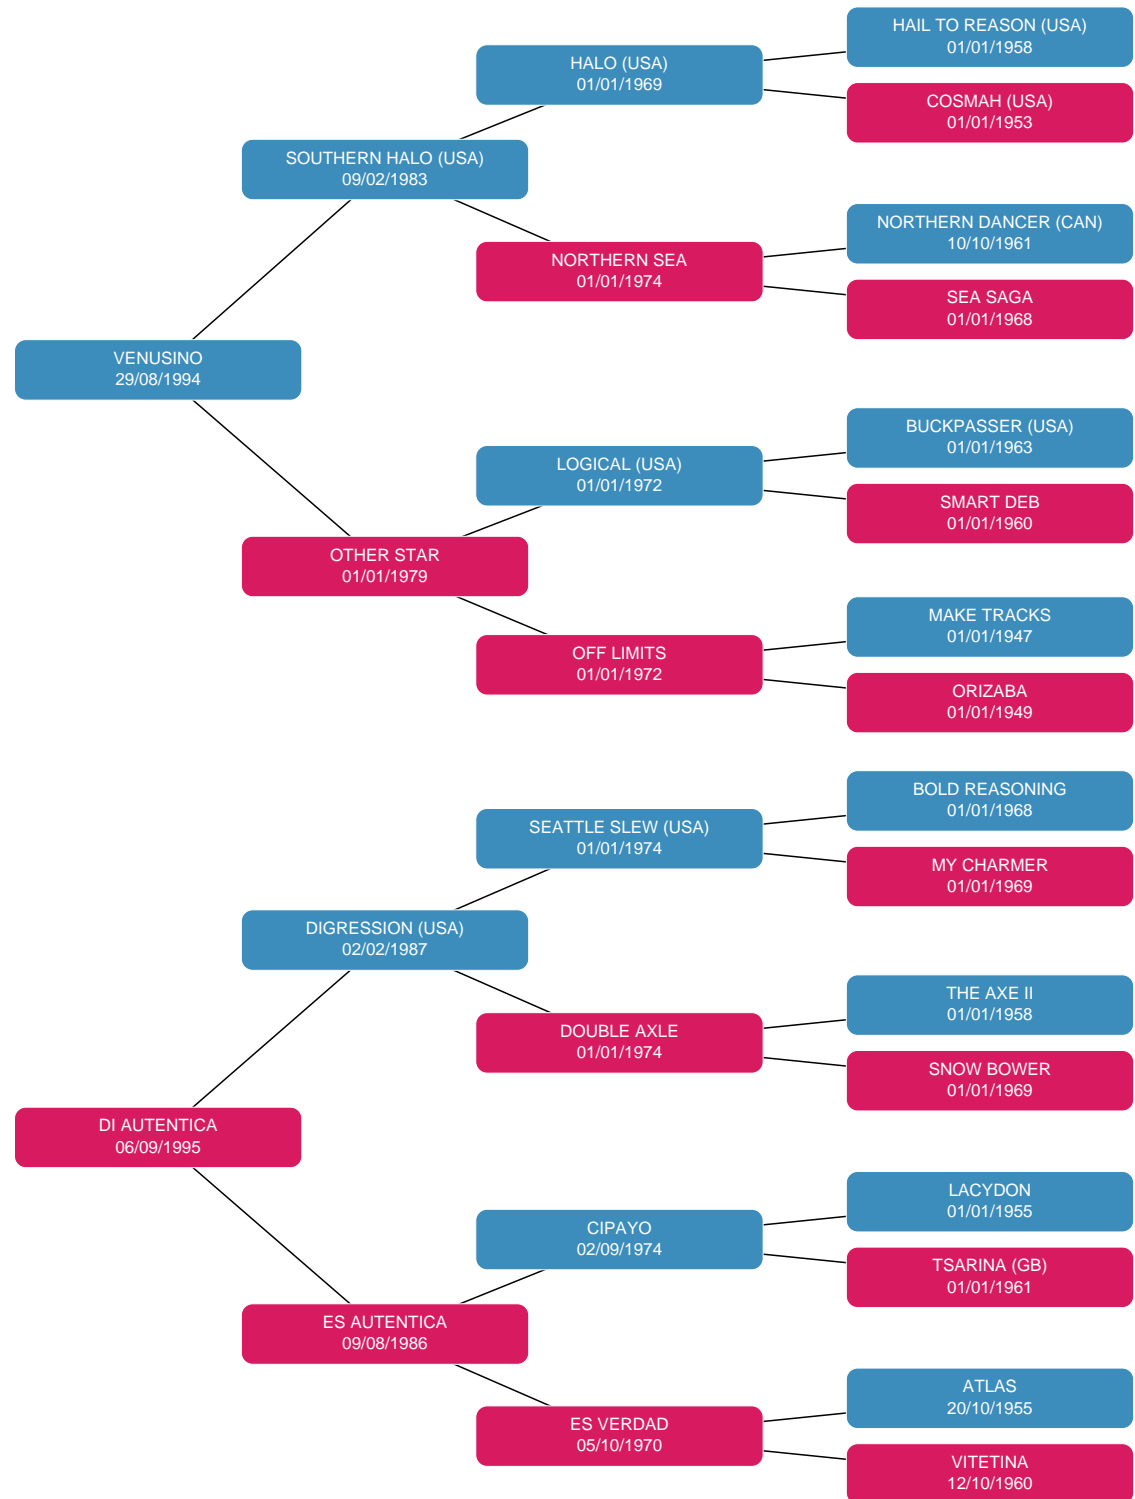 HAIL TO REASON (USA)
01/01/1958
HALO (USA)
01/01/1969
COSMAH (USA)
01/01/1953
SOUTHERN HALO (USA)
09/02/1983
NORTHERN DANCER (CAN)
10/10/1961
NORTHERN SEA
01/01/1974
SEA SAGA
01/01/1968
VENUSINO
29/08/1994
BUCKPASSER (USA)
01/01/1963
LOGICAL (USA)
01/01/1972
SMART DEB
01/01/1960
OTHER STAR
01/01/1979
MAKE TRACKS
01/01/1947
OFF LIMITS
01/01/1972
ORIZABA
01/01/1949
BOLD REASONING
01/01/1968
SEATTLE SLEW (USA)
01/01/1974
MY CHARMER
01/01/1969
DIGRESSION (USA)
02/02/1987
THE AXE II
01/01/1958
DOUBLE AXLE
01/01/1974
SNOW BOWER
01/01/1969
DI AUTENTICA
06/09/1995
LACYDON
01/01/1955
CIPAYO
02/09/1974
TSARINA (GB)
01/01/1961
ES AUTENTICA
09/08/1986
ATLAS
20/10/1955
ES VERDAD
05/10/1970
VITETINA
12/10/1960